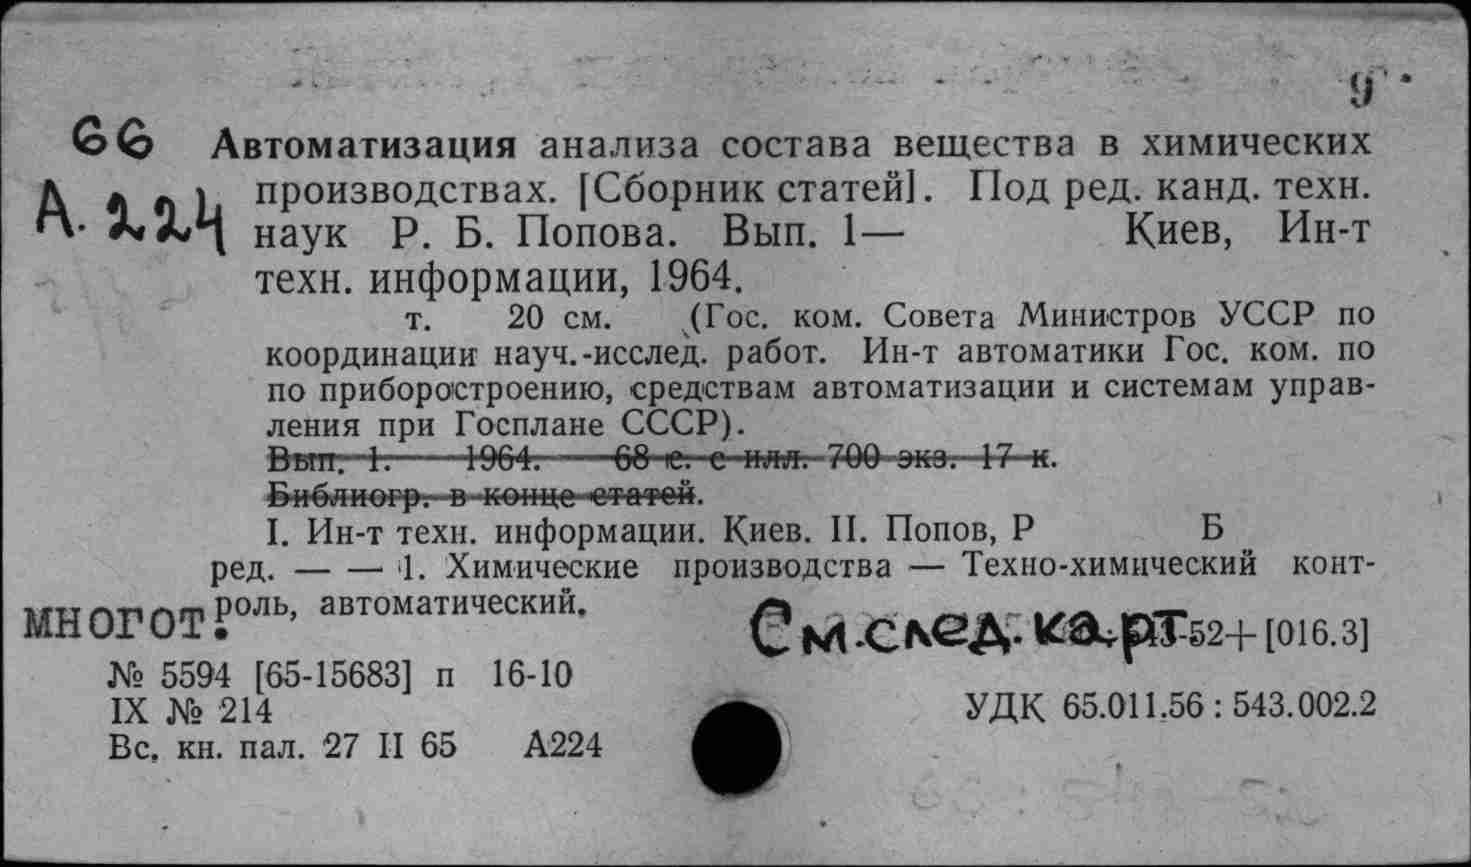 9
66 Автоматизация анализа состава вещества в химических
А. 224 производствах. [Сборник статей]. Под ред. канд. техн.
наук Р. Б. Попова. Вып. 1— Киев, Ин-т
техн. информации, 1964.
т. 20 см. (Гос. ком. Совета Министров УССР по
координации науч.-исслед. работ. Ин-т автоматики Гос. ком. по
по приборостроению, средствам автоматизации и системам управ-
ления при Госплане СССР).
Вып. 1. 1964. 68 с. с илл. 700 экз. 17 к.
Библиогр. в конце статей.
I. Ин-т техн. информации. Киев. II. Попов, Р Б
ред. — — 1. Химические производства — Техно-химический конт-
роль, автоматический.
многот. См. след. карт -52+[016.3]
№ 5594 [65-15683] п 16-10
IX № 214 УДК 65.011.56 : 543.002.2
Вс. кн. пал. 27 II 65 А224